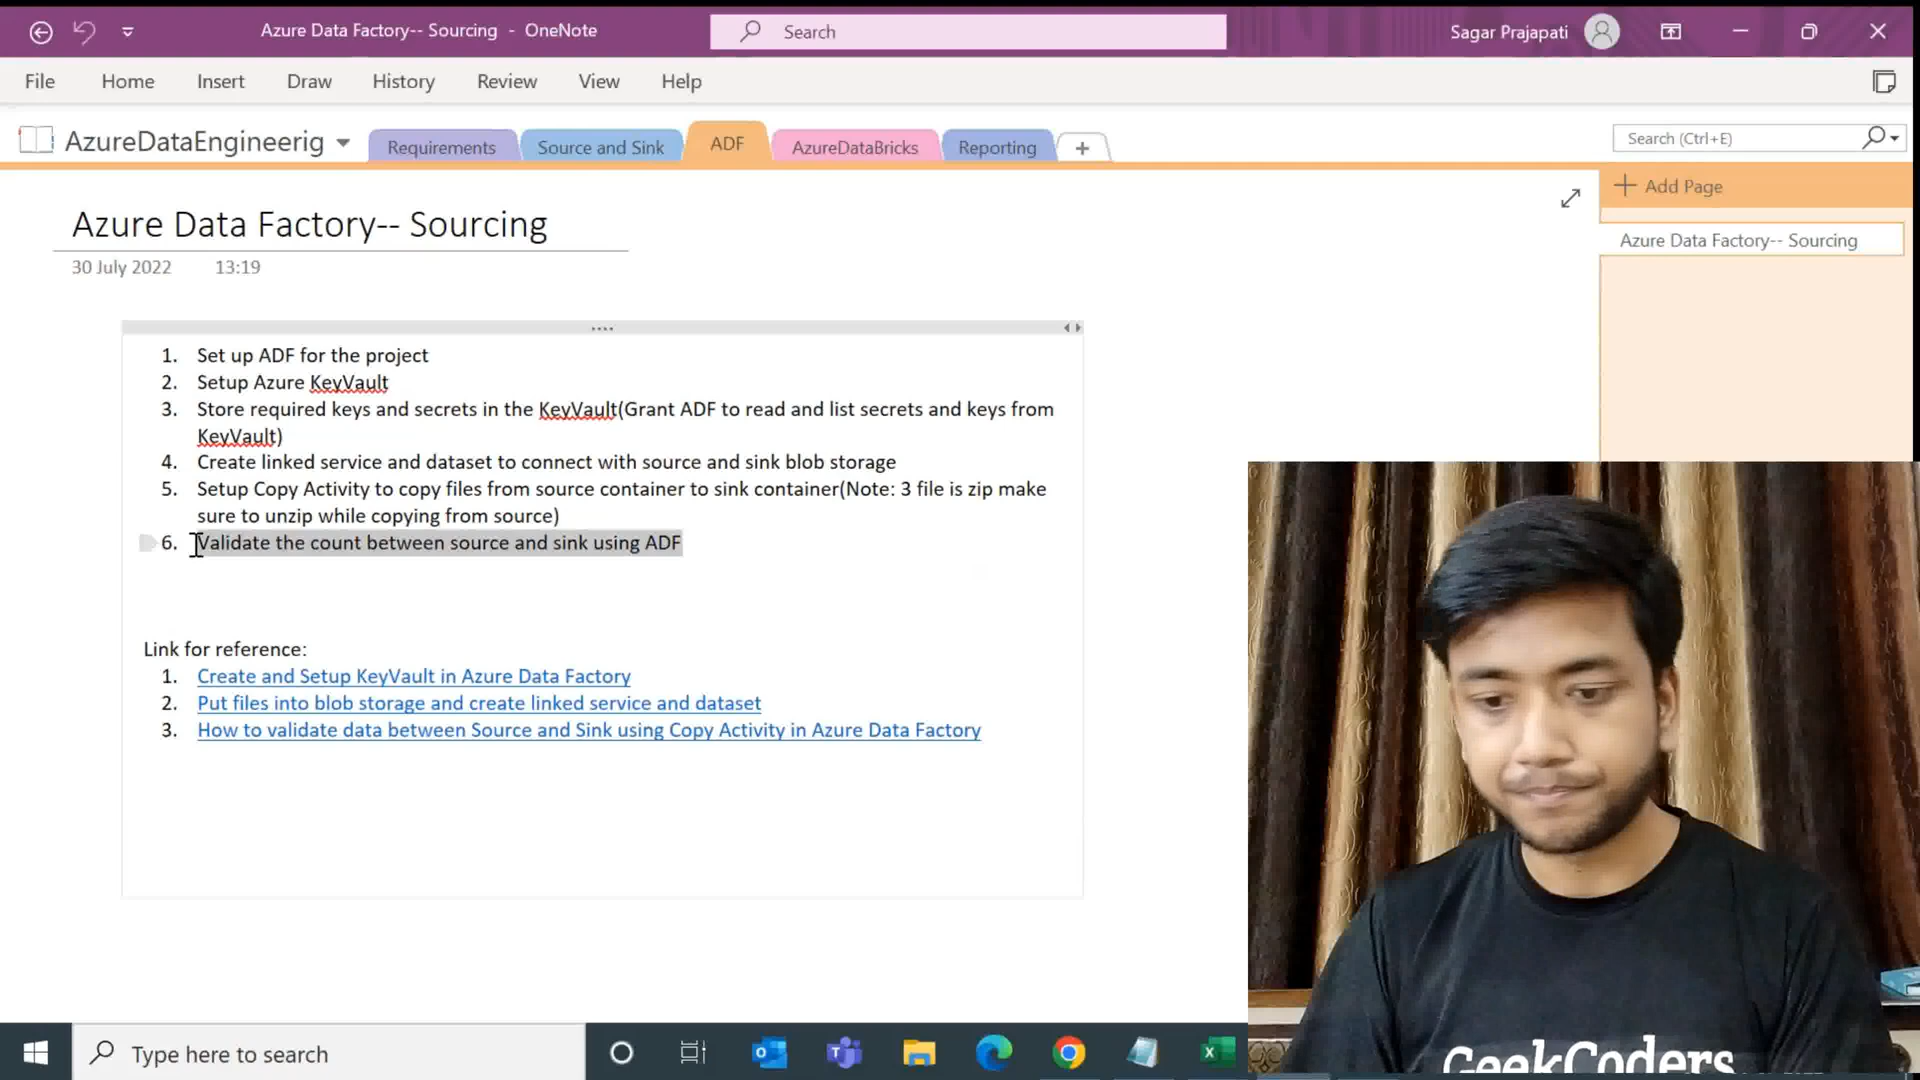 Azure Data Factory-- Sourcing - OneNote
Search
Sagar Prajapati
File Home Insert Draw History Review View Help
AzureDataEngineerig
Requirements
Source and Sink
ADF
AzureDataBricks
Reporting
Search (Ctrl+E)
Add Page
Azure Data Factory-- Sourcing
Azure Data Factory-- Sourcing
30 July 2022 13:19
1. Set up ADF for the project
2. Setup Azure KeyVault
3. Store required keys and secrets in the KeyVault(Grant ADF to read and list secrets and keys from
KeyVault)
4. Create linked service and dataset to connect with source and sink blob storage
5. Setup Copy Activity to copy files from source container to sink container(Note: 3 file is zip make
sure to unzip while copying from source)
6. Validate the count between source and sink using ADF
Link for reference:
1. Create and Setup KeyVault in Azure Data Factory
2. Put files into blob storage and create linked service and dataset
3. How to validate data between Source and Sink using Copy Activity in Azure Data Factory
GeekCoders
Type here to search